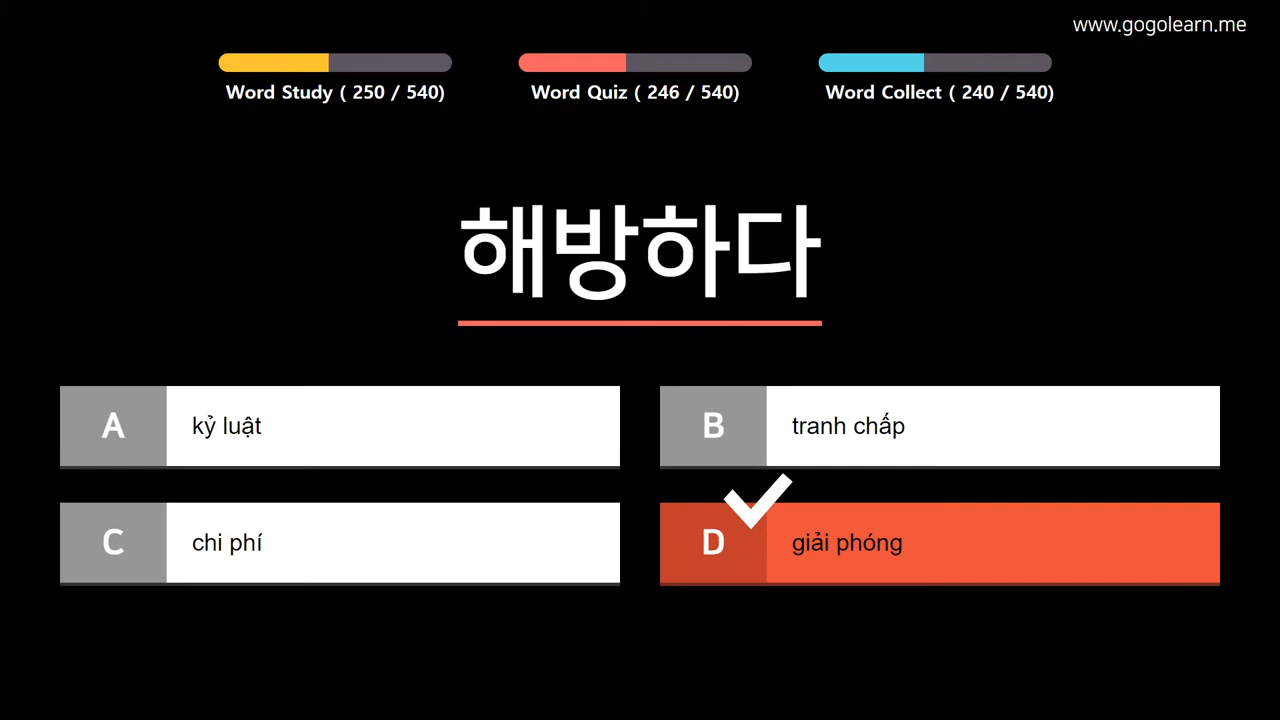 www.gogolearn.me
Word Study ( 250 / 540)
Word Quiz ( 246 / 540)
Word Collect ( 240 / 540)
해방하다
A kỷ luật
B tranh chấp
C chi phí
D giải phóng